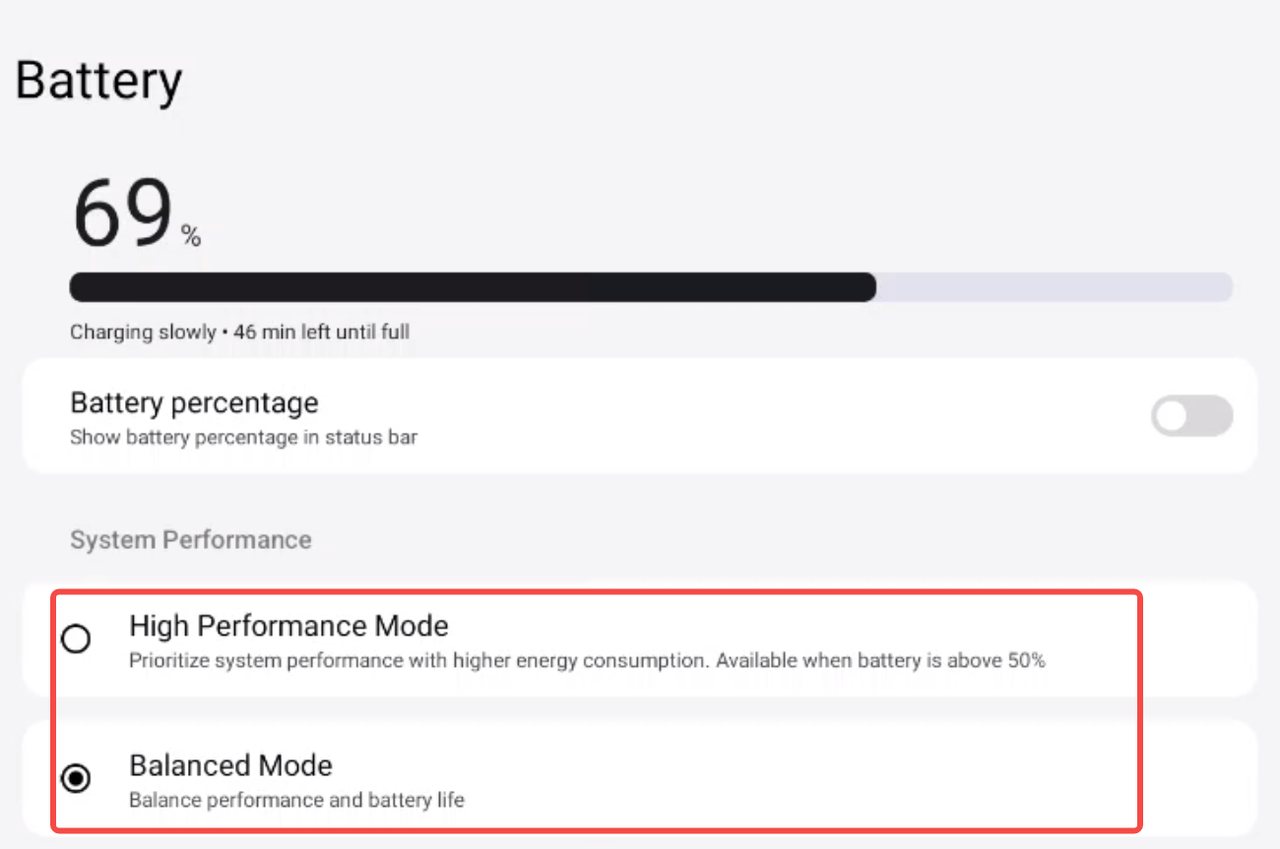 Battery
69 %
Charging slowly • 46 min left until full
Battery percentage
Show battery percentage in status bar
System Performance
High Performance Mode
Prioritize system performance with higher energy consumption. Available when battery is above 50%
Balanced Mode
Balance performance and battery life